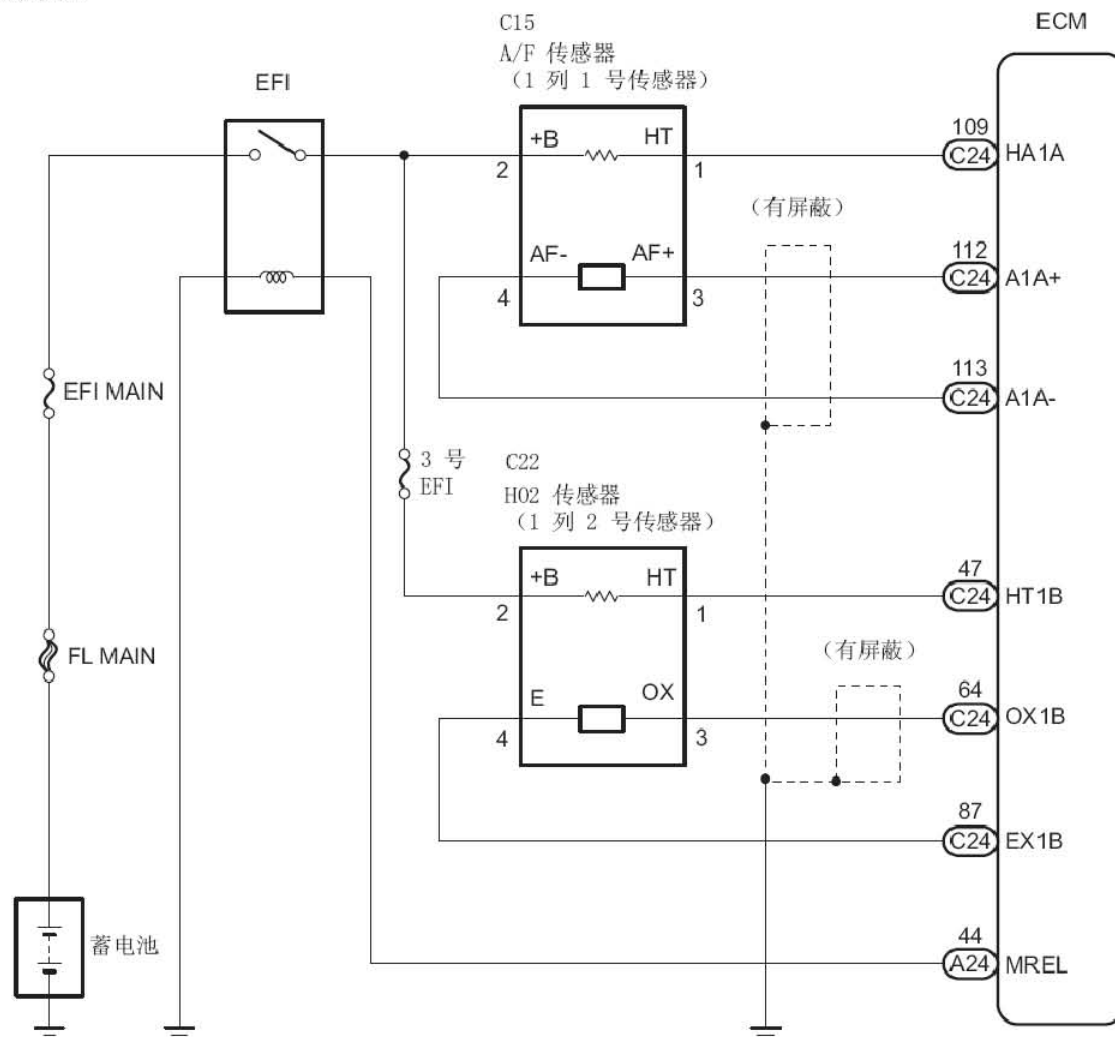 C15
A/F 传感器
(1 列 1 号传感器)
ECM
EFI
+B
HT
2
1
109
C24
HA1A
(有屏蔽)
AF-
AF+
4
3
112
C24
A1A+
113
C24
A1A-
EFI MAIN
3 号
EFI
C22
HO2 传感器
(1 列 2 号传感器)
+B
HT
2
1
47
C24
HT1B
FL MAIN
(有屏蔽)
E
OX
4
3
64
C24
OX1B
87
C24
EX1B
蓄电池
44
A24
MREL